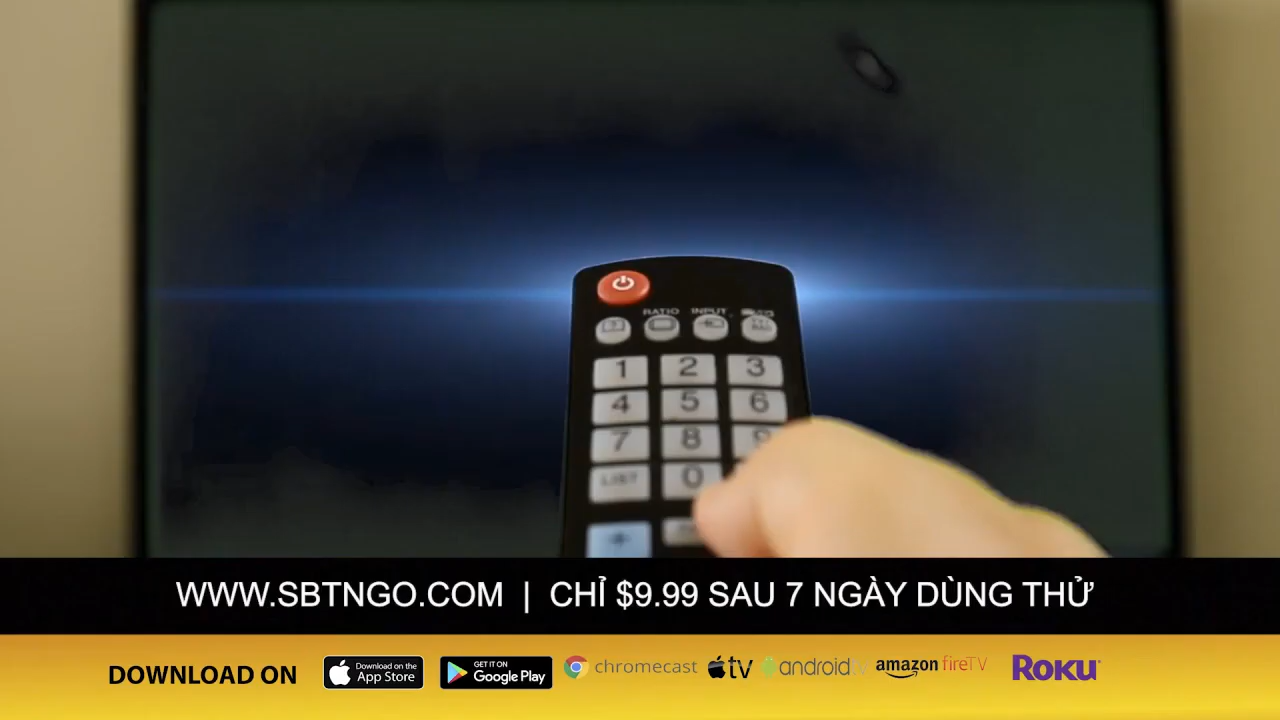 RATIO INPUT
1 2 3
4 5 6
7 8 9
LIST 0
WWW.SBTNGO.COM | CHỈ $9.99 SAU 7 NGÀY DÙNG THỬ
DOWNLOAD ON
Download on the
App Store
GET IT ON
Google Play
chromecast
tv
androidtv
amazon fireTV
ROKU